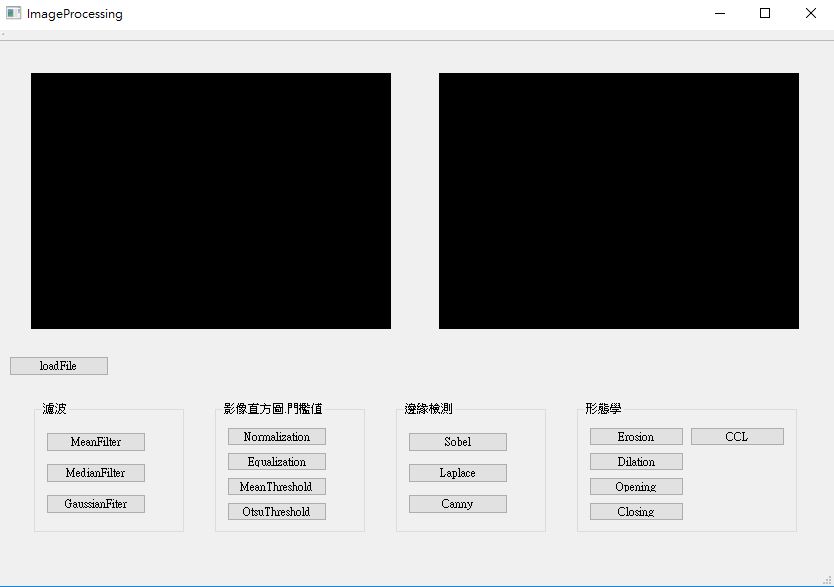 ImageProcessing
loadFile
濾波
MeanFilter
MedianFilter
GaussianFiter
影像直方圖.門檻值
Normalization
Equalization
MeanThreshold
OtsuThreshold
邊緣檢測
Sobel
Laplace
Canny
形態學
Erosion
CCL
Dilation
Opening
Closing